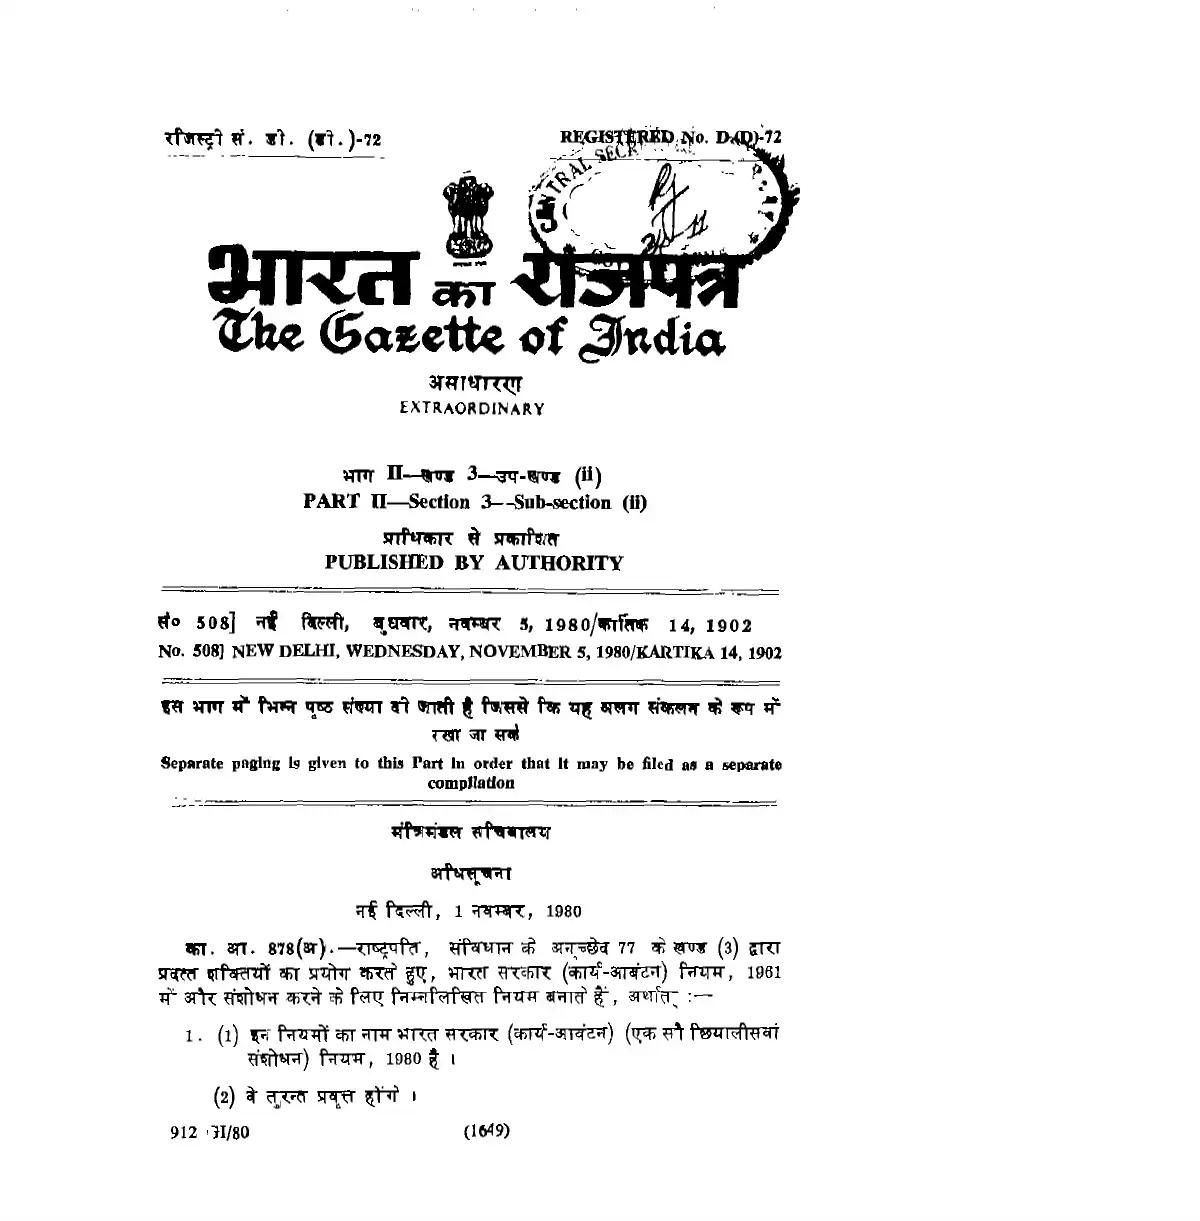 रजिस्ट्री सं. डी. (डी.)-72
REGISTERED No. D.(D)-72
CENTRAL SECR
भारत का राजपत्र
The Gazette of India
असाधारण
EXTRAORDINARY
भाग II—खण्ड 3—उप-खण्ड (ii)
PART II—Section 3—Sub-section (ii)
प्राधिकार से प्रकाशित
PUBLISHED BY AUTHORITY
सं० 508] नई दिल्ली, बुधवार, नवम्बर 5, 1980/कार्तिक 14, 1902
No. 508] NEW DELHI, WEDNESDAY, NOVEMBER 5, 1980/KARTIKA 14, 1902
इस भाग में भिन्न पृष्ठ संख्या दी जाती है जिससे कि यह अलग संकलन के रूप में
रखा जा सके
Separate paging is given to this Part in order that it may be filed as a separate
compilation
मंत्रिमंडल सचिवालय
अधिसूचना
नई दिल्ली, 1 नवम्बर, 1980
का. आ. 878(अ).—राष्ट्रपति, संविधान के अनुच्छेद 77 के खण्ड (3) द्वारा
प्रदत्त शक्तियों का प्रयोग करते हुए, भारत सरकार (कार्य-आबंटन) नियम, 1961
में और संशोधन करने के लिए निम्नलिखित नियम बनाते हैं, अर्थात् :—
1. (1) इन नियमों का नाम भारत सरकार (कार्य-आवंटन) (एक सौ छियालीसवां
संशोधन) नियम, 1980 है ।
(2) वे तुरन्त प्रवृत्त होंगे ।
912 GI/80
(1649)